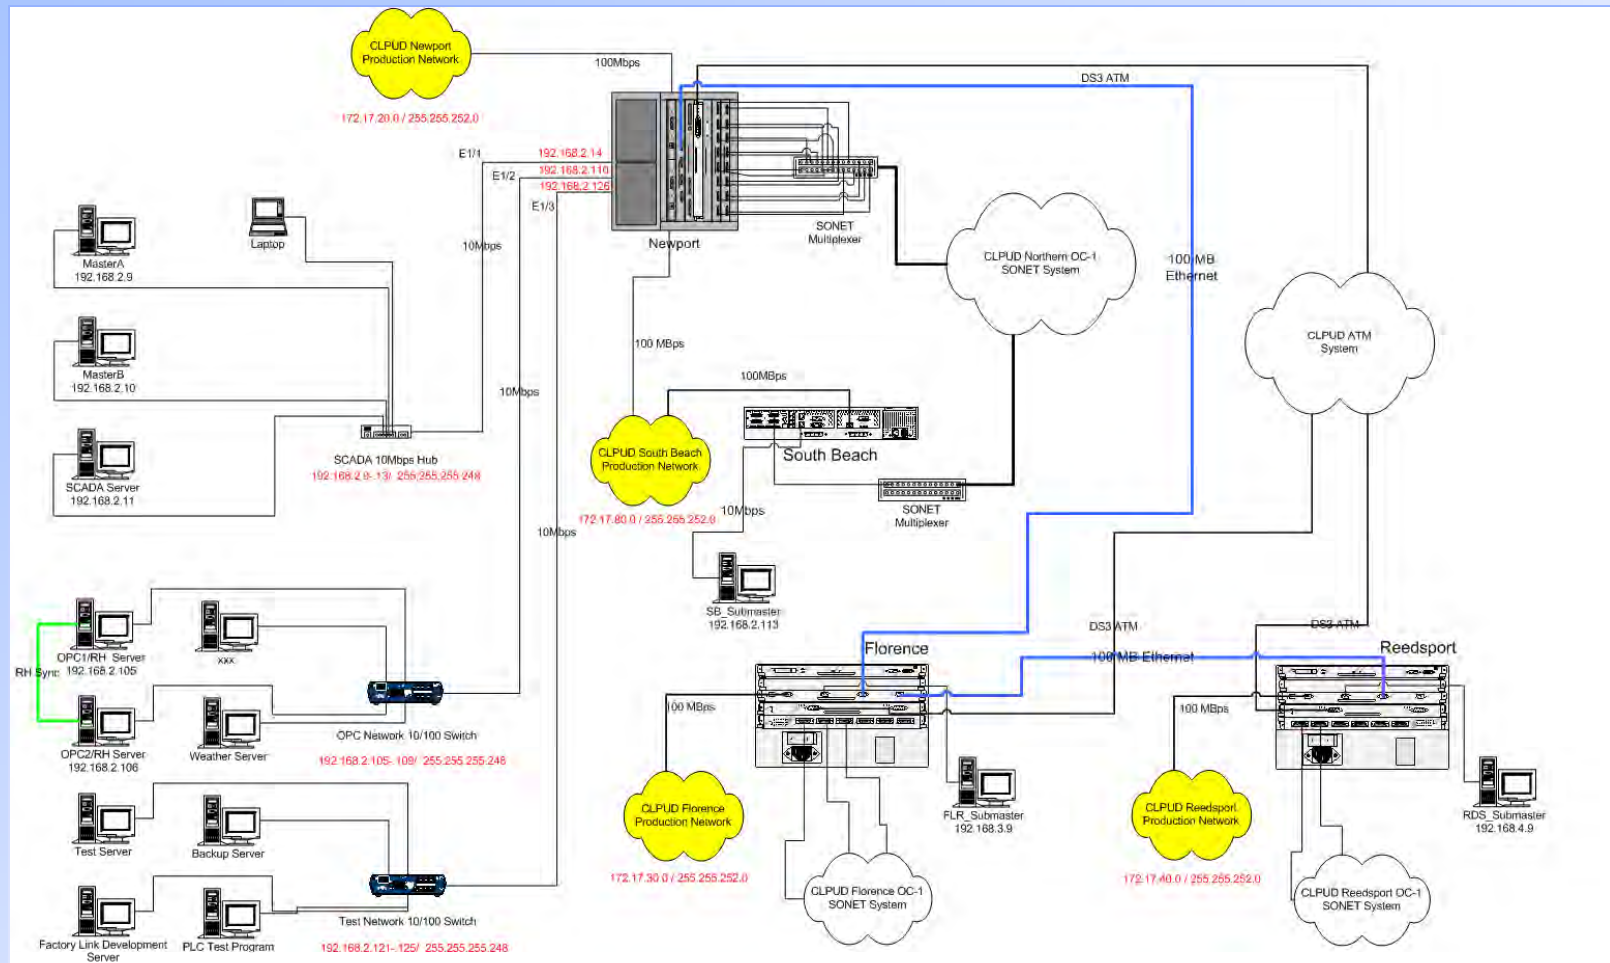 CLPUD Newport
Production Network
172.17.20.0 / 255.255.252.0
100Mbps
DS3 ATM
E1/1
192.168.2.14
E1/2
192.168.2.110
192.168.2.126
E1/3
Newport
SONET
Multiplexer
MasterA
192.168.2.9
Laptop
10Mbps
CLPUD Northern OC-1
SONET System
100 MB
Ethernet
CLPUD ATM
System
MasterB
192.168.2.10
10Mbps
100 MBps
100MBps
SCADA Server
192.168.2.11
SCADA 10Mbps Hub
192.168.2.9-.13/ 255.255.255.248
CLPUD South Beach
Production Network
172.17.80.0 / 255.255.252.0
South Beach
SONET
Multiplexer
10Mbps
10Mbps
SB_Submaster
192.168.2.113
OPC1/RH Server
192.168.2.105
xxx
RH Sync
OPC2/RH Server
192.168.2.106
Weather Server
OPC Network 10/100 Switch
192.168.2.105-.109/ 255.255.255.248
Florence
DS3 ATM
100 MB Ethernet
DS3 ATM
Reedsport
100 MBps
100 MBps
CLPUD Florence
Production Network
172.17.30.0 / 255.255.252.0
FLR_Submaster
192.168.3.9
CLPUD Florence OC-1
SONET System
CLPUD Reedsport
Production Network
172.17.40.0 / 255.255.252.0
RDS_Submaster
192.168.4.9
CLPUD Reedsport OC-1
SONET System
Test Server
Backup Server
Factory Link Development
Server
PLC Test Program
Test Network 10/100 Switch
192.168.2.121-.125/ 255.255.255.248